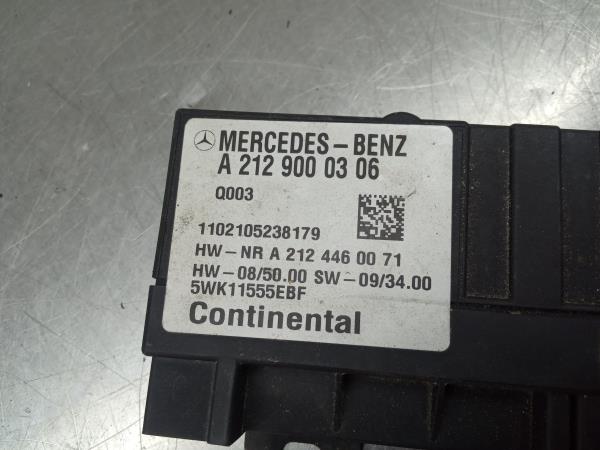 MERCEDES-BENZ
A 212 900 03 06
Q003
1102105238179
HW-NR A 212 446 00 71
HW-08/50.00 SW-09/34.00
5WK11555EBF
Continental